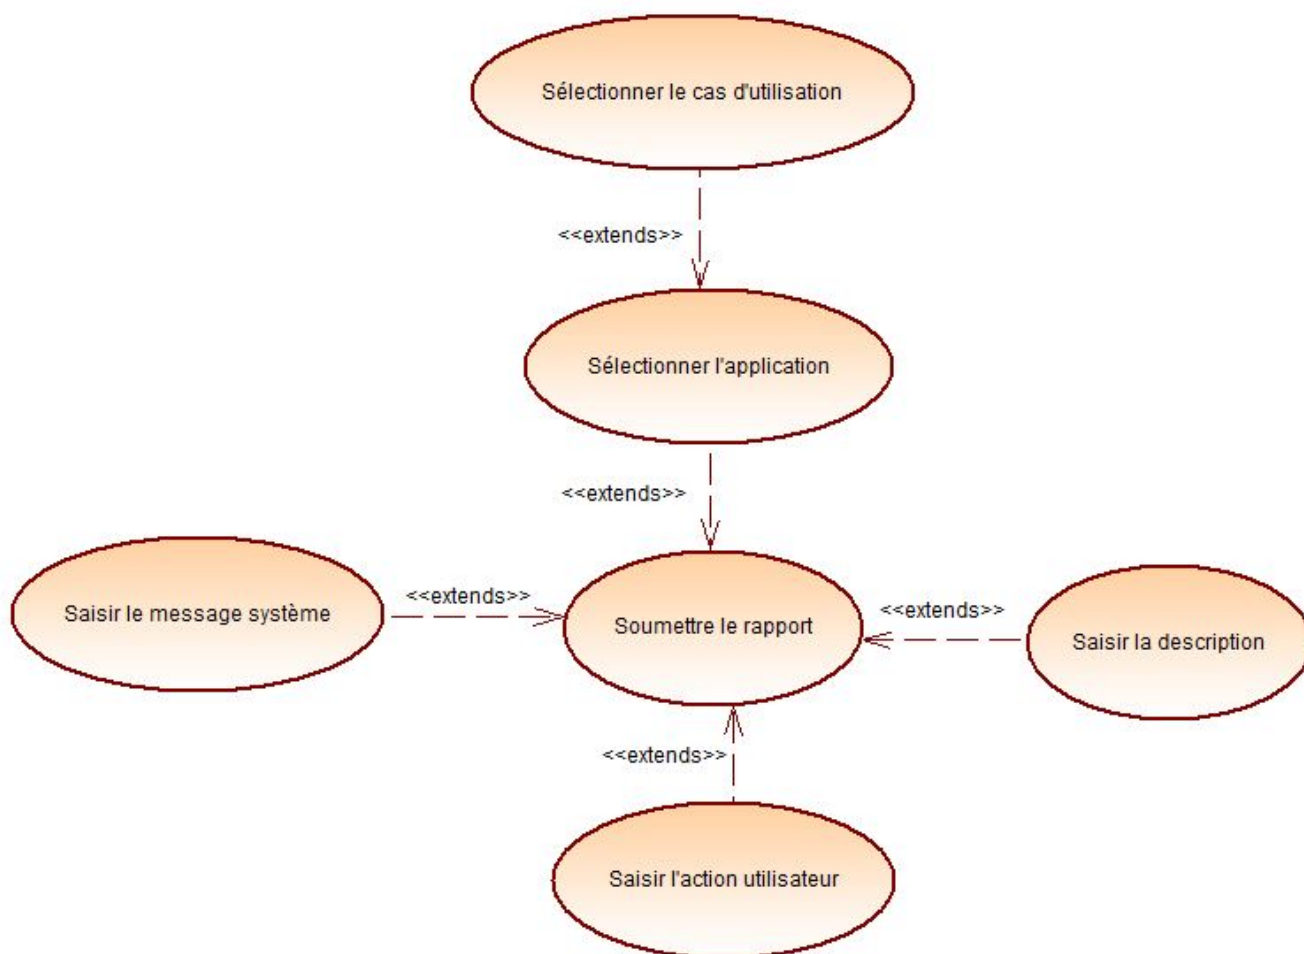 Sélectionner le cas d'utilisation
<<extends>>
Sélectionner l'application
<<extends>>
Saisir le message système
<<extends>>
Soumettre le rapport
<<extends>>
Saisir la description
<<extends>>
Saisir l'action utilisateur